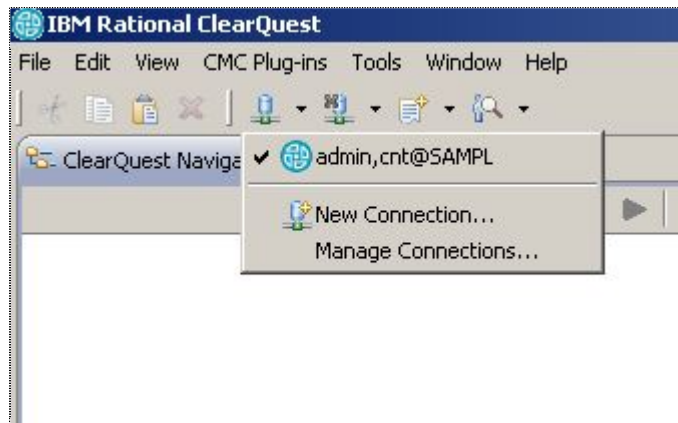 IBM Rational ClearQuest
File Edit View CMC Plug-ins Tools Window Help
ClearQuest Naviga
admin,cnt@SAMPL
New Connection...
Manage Connections...